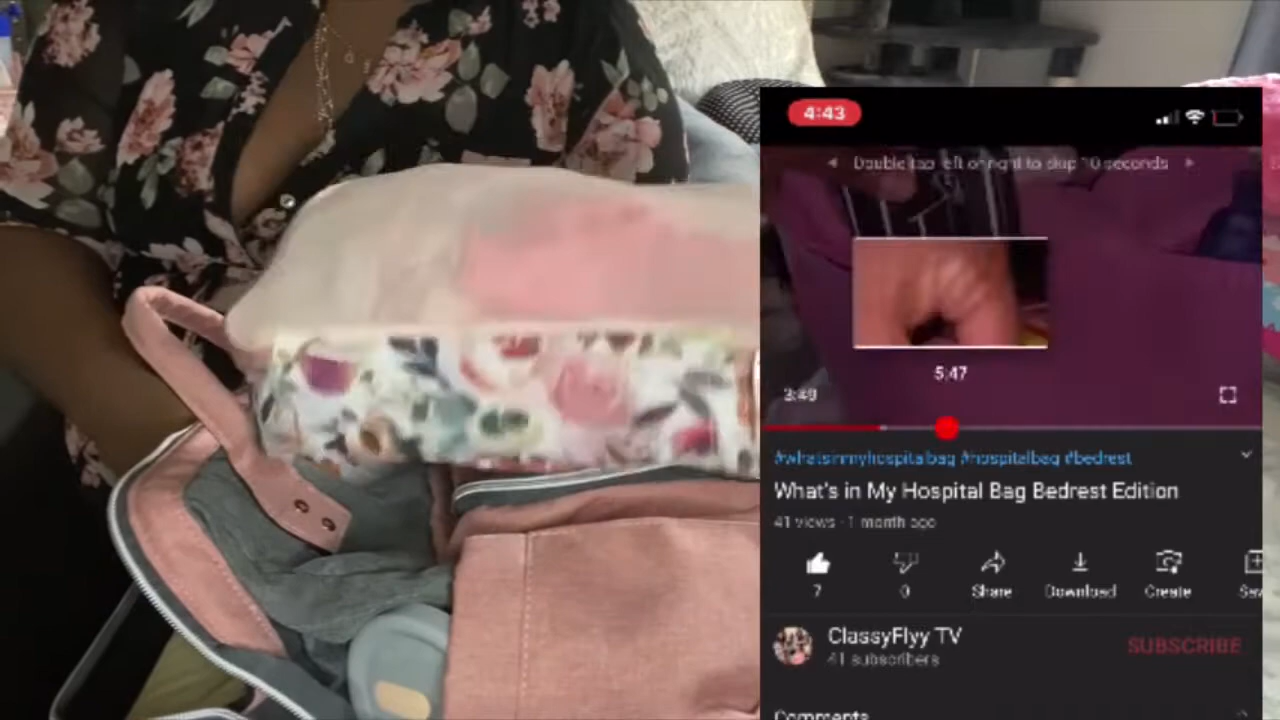 4:43
Double tap left or right to skip 10 seconds
5:47
3:49
#whatsinmyhospitalbag #hospitalbag #bedrest
What's in My Hospital Bag Bedrest Edition
41 views · 1 month ago
7 0 Share Download Create Sav
ClassyFlyy TV
SUBSCRIBE
41 subscribers
Comments